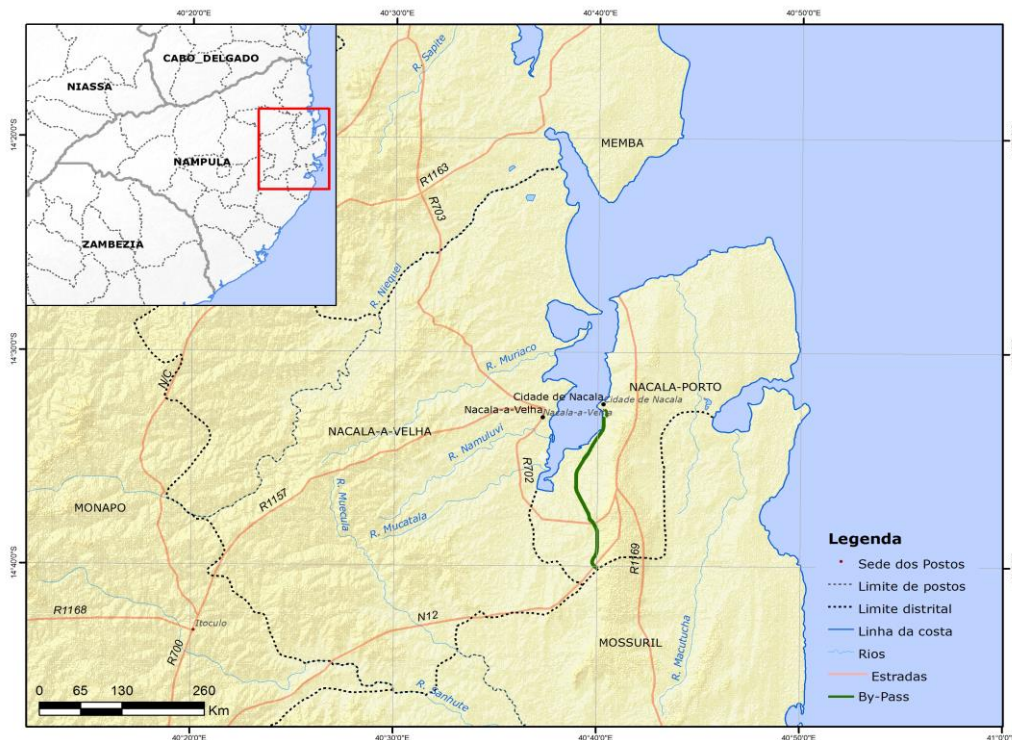 40°20'0"E
40°30'0"E
40°40'0"E
40°50'0"E
14°20'0"S
14°30'0"S
14°40'0"S
CABO_DELGADO
NIASSA
NAMPULA
ZAMBEZIA
R. Sapite
MEMBA
R1163
R703
R. Niequel
N/C
R. Munaco
NACALA-PORTO
Cidade de Nacala
Cidade de Nacala
Nacala-a-Velha
Nacala-a-Velha
NACALA-A-VELHA
R. Namuluvi
R702
MONAPO
R1157
R. Muecula
R. Mucataia
R1169
R1168
Itoculo
R700
N12
MOSSURIL
R. Macutucha
R. Sanhute
Legenda
Sede dos Postos
Limite de postos
Limite distrital
Linha da costa
Rios
Estradas
By-Pass
0 65 130 260
Km
40°20'0"E
40°30'0"E
40°40'0"E
40°50'0"E
41°0'0"E